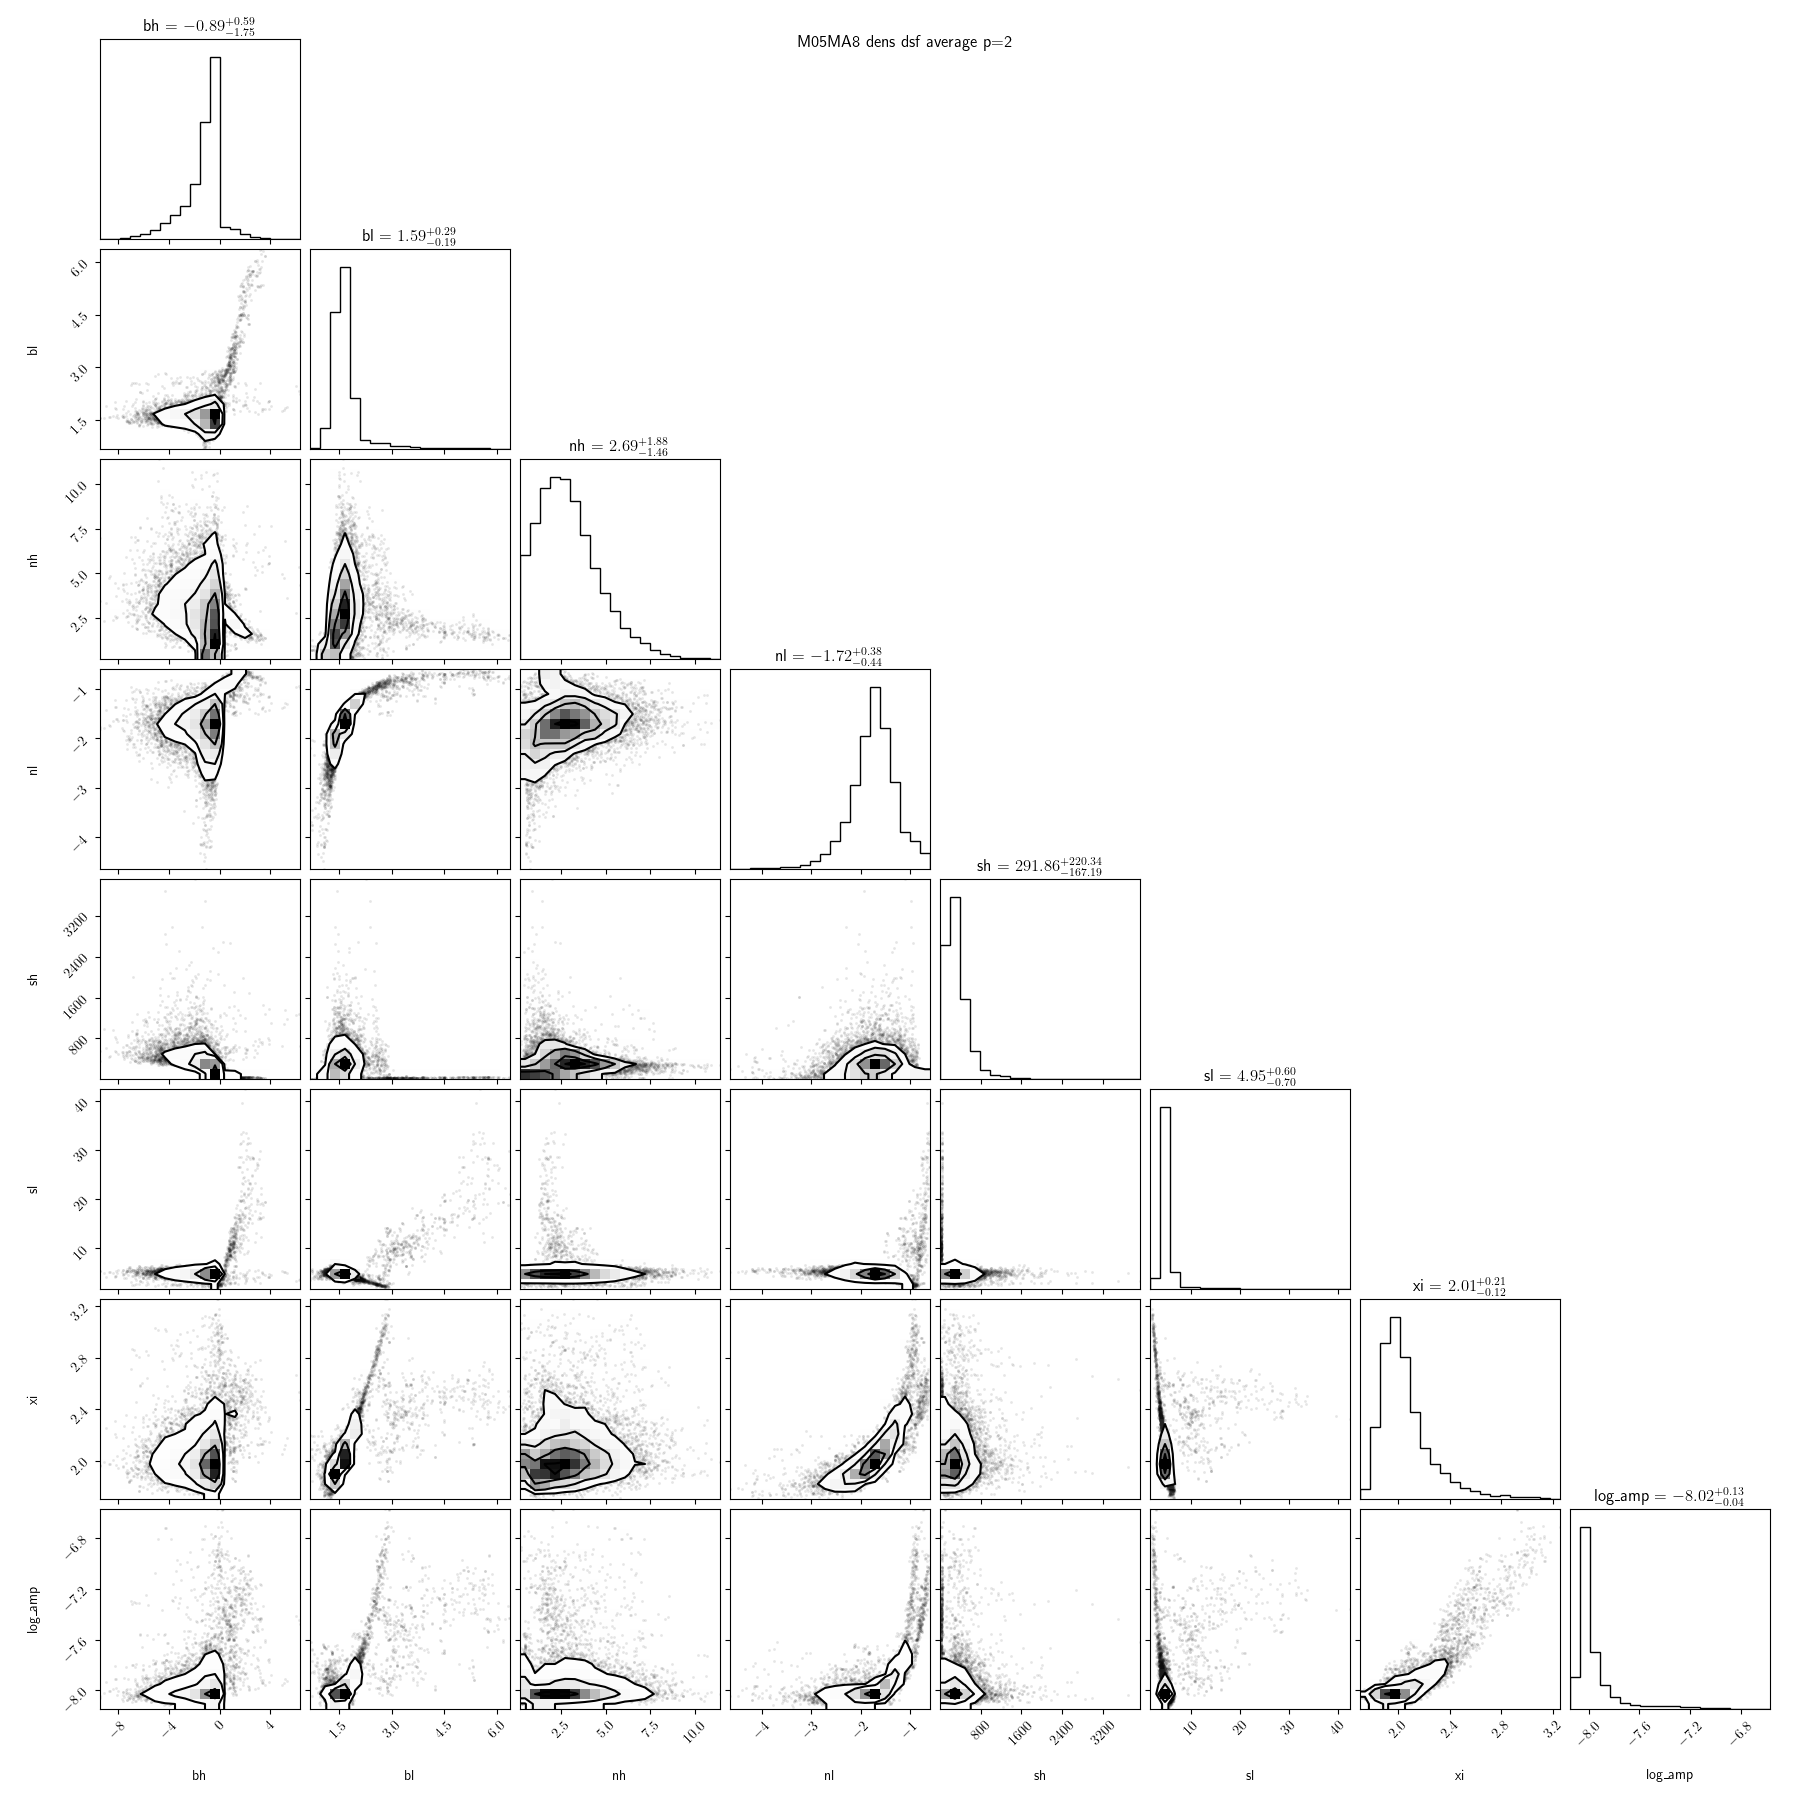 M05MA8 dens dsf average p=2
bh = −0.89 +0.59 −1.75
bl = 1.59 +0.29 −0.19
bl
6.0
4.5
3.0
1.5
nh = 2.69 +1.88 −1.46
nh
10.0
7.5
5.0
2.5
nl = −1.72 +0.38 −0.44
nl
−1
−2
−3
−4
sh = 291.86 +220.34 −167.19
sh
3200
2400
1600
800
sl = 4.95 +0.60 −0.70
sl
40
30
20
10
xi = 2.01 +0.21 −0.12
xi
3.2
2.8
2.4
2.0
log_amp = −8.02 +0.13 −0.04
log_amp
−6.8
−7.2
−7.6
−8.0
−8 −4 0 4 1.5 3.0 4.5 6.0 2.5 5.0 7.5 10.0 −4 −3 −2 −1 800 1600 2400 3200 10 20 30 40 2.0 2.4 2.8 3.2 −8.0 −7.6 −7.2 −6.8
bh bl nh nl sh sl xi log_amp